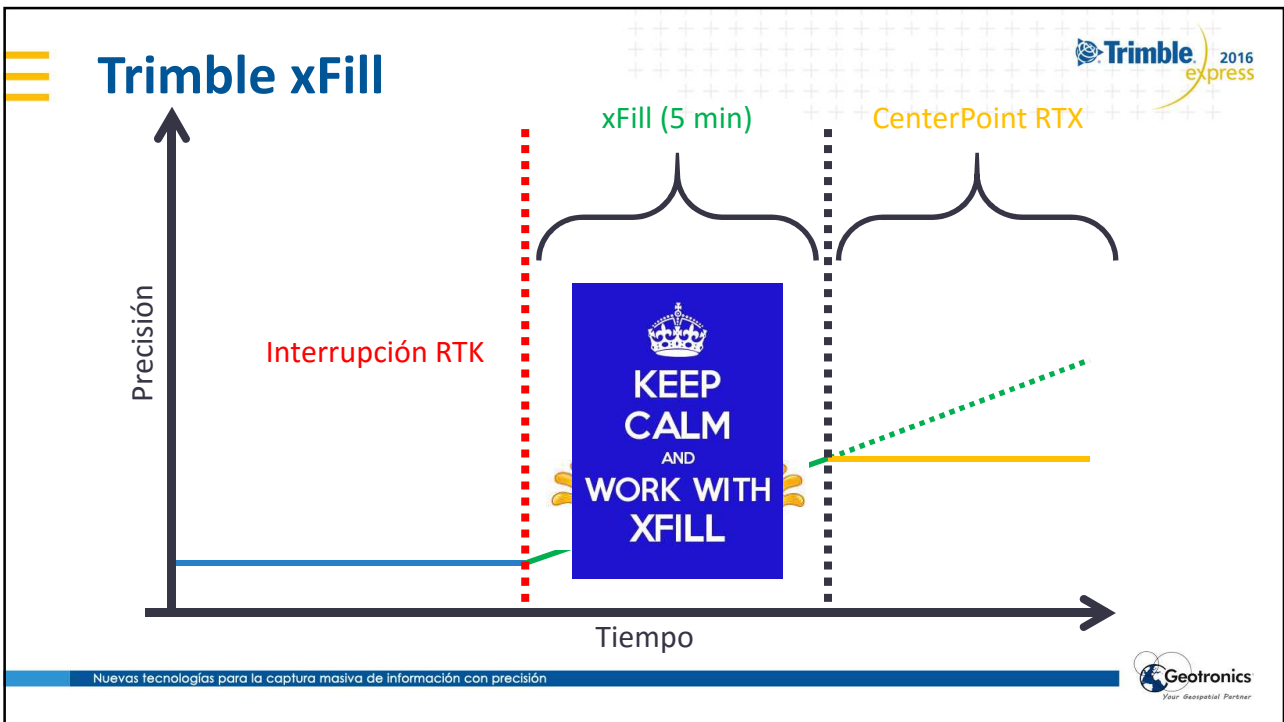 Trimble xFill
Trimble. 2016
express
xFill (5 min)
CenterPoint RTX
Precisión
Interrupción RTK
KEEP
CALM
AND
WORK WITH
XFILL
Tiempo
Nuevas tecnologías para la captura masiva de información con precisión
Geotronics
Your Geospatial Partner